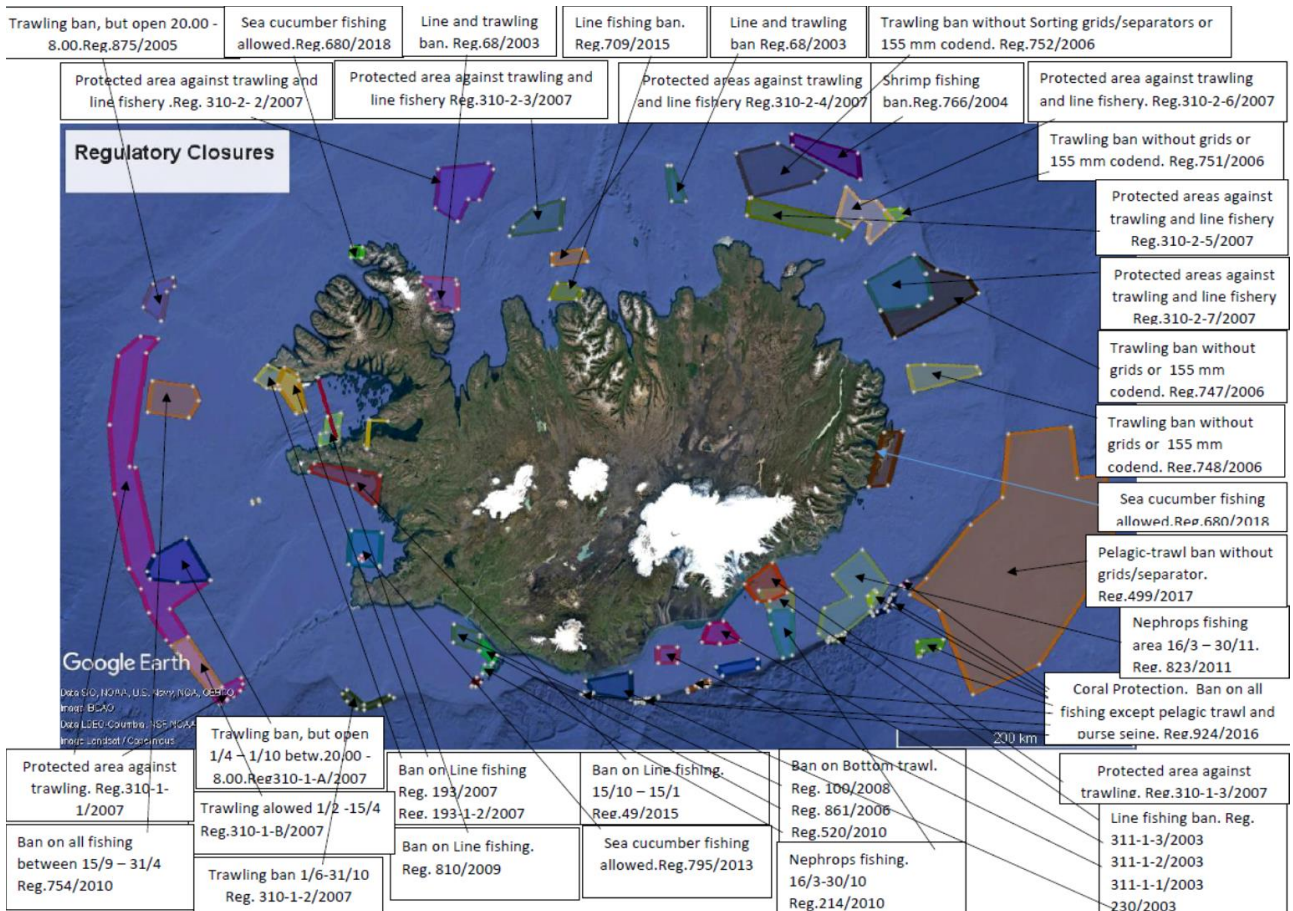 Trawling ban, but open 20.00 -
8.00.Reg.875/2005
Sea cucumber fishing
allowed.Reg.680/2018
Line and trawling
ban. Reg.68/2003
Line fishing ban.
Reg.709/2015
Line and trawling
ban Reg.68/2003
Trawling ban without Sorting grids/separators or
155 mm codend. Reg.752/2006
Protected area against trawling and
line fishery .Reg. 310-2- 2/2007
Protected area against trawling and
line fishery Reg.310-2-3/2007
Protected areas against trawling
and line fishery Reg.310-2-4/2007
Shrimp fishing
ban.Reg.766/2004
Protected area against trawling
and line fishery. Reg.310-2-6/2007
Regulatory Closures
Trawling ban without grids or
155 mm codend. Reg.751/2006
Protected areas against
trawling and line fishery
Reg.310-2-5/2007
Protected areas against
trawling and line fishery
Reg.310-2-7/2007
Trawling ban without
grids or 155 mm
codend. Reg.747/2006
Trawling ban without
grids or 155 mm
codend. Reg.748/2006
Sea cucumber fishing
allowed.Reg.680/2018
Pelagic-trawl ban without
grids/separator.
Reg.499/2017
Nephrops fishing
area 16/3 – 30/11.
Reg. 823/2011
Coral Protection. Ban on all
fishing except pelagic trawl and
purse seine. Reg.924/2016
Google Earth
Data SIO, NOAA, U.S. Navy, NGA, GEBCO
Image IBCAO
Data LDEO-Columbia, NSF, NOAA
Image Landsat / Copernicus
200 km
Protected area against
trawling. Reg.310-1-
1/2007
Trawling ban, but open
1/4 – 1/10 betw.20.00 -
8.00.Reg310-1-A/2007
Trawling alowed 1/2 -15/4
Reg.310-1-B/2007
Ban on all fishing
between 15/9 – 31/4
Reg.754/2010
Trawling ban 1/6-31/10
Reg. 310-1-2/2007
Ban on Line fishing
Reg. 193/2007
Reg. 193-1-2/2007
Ban on Line fishing.
Reg. 810/2009
Ban on Line fishing.
15/10 – 15/1
Reg.49/2015
Sea cucumber fishing
allowed.Reg.795/2013
Ban on Bottom trawl.
Reg. 100/2008
Reg. 861/2006
Reg.520/2010
Nephrops fishing.
16/3-30/10
Reg.214/2010
Protected area against
trawling. Reg.310-1-3/2007
Line fishing ban. Reg.
311-1-3/2003
311-1-2/2003
311-1-1/2003
230/2003